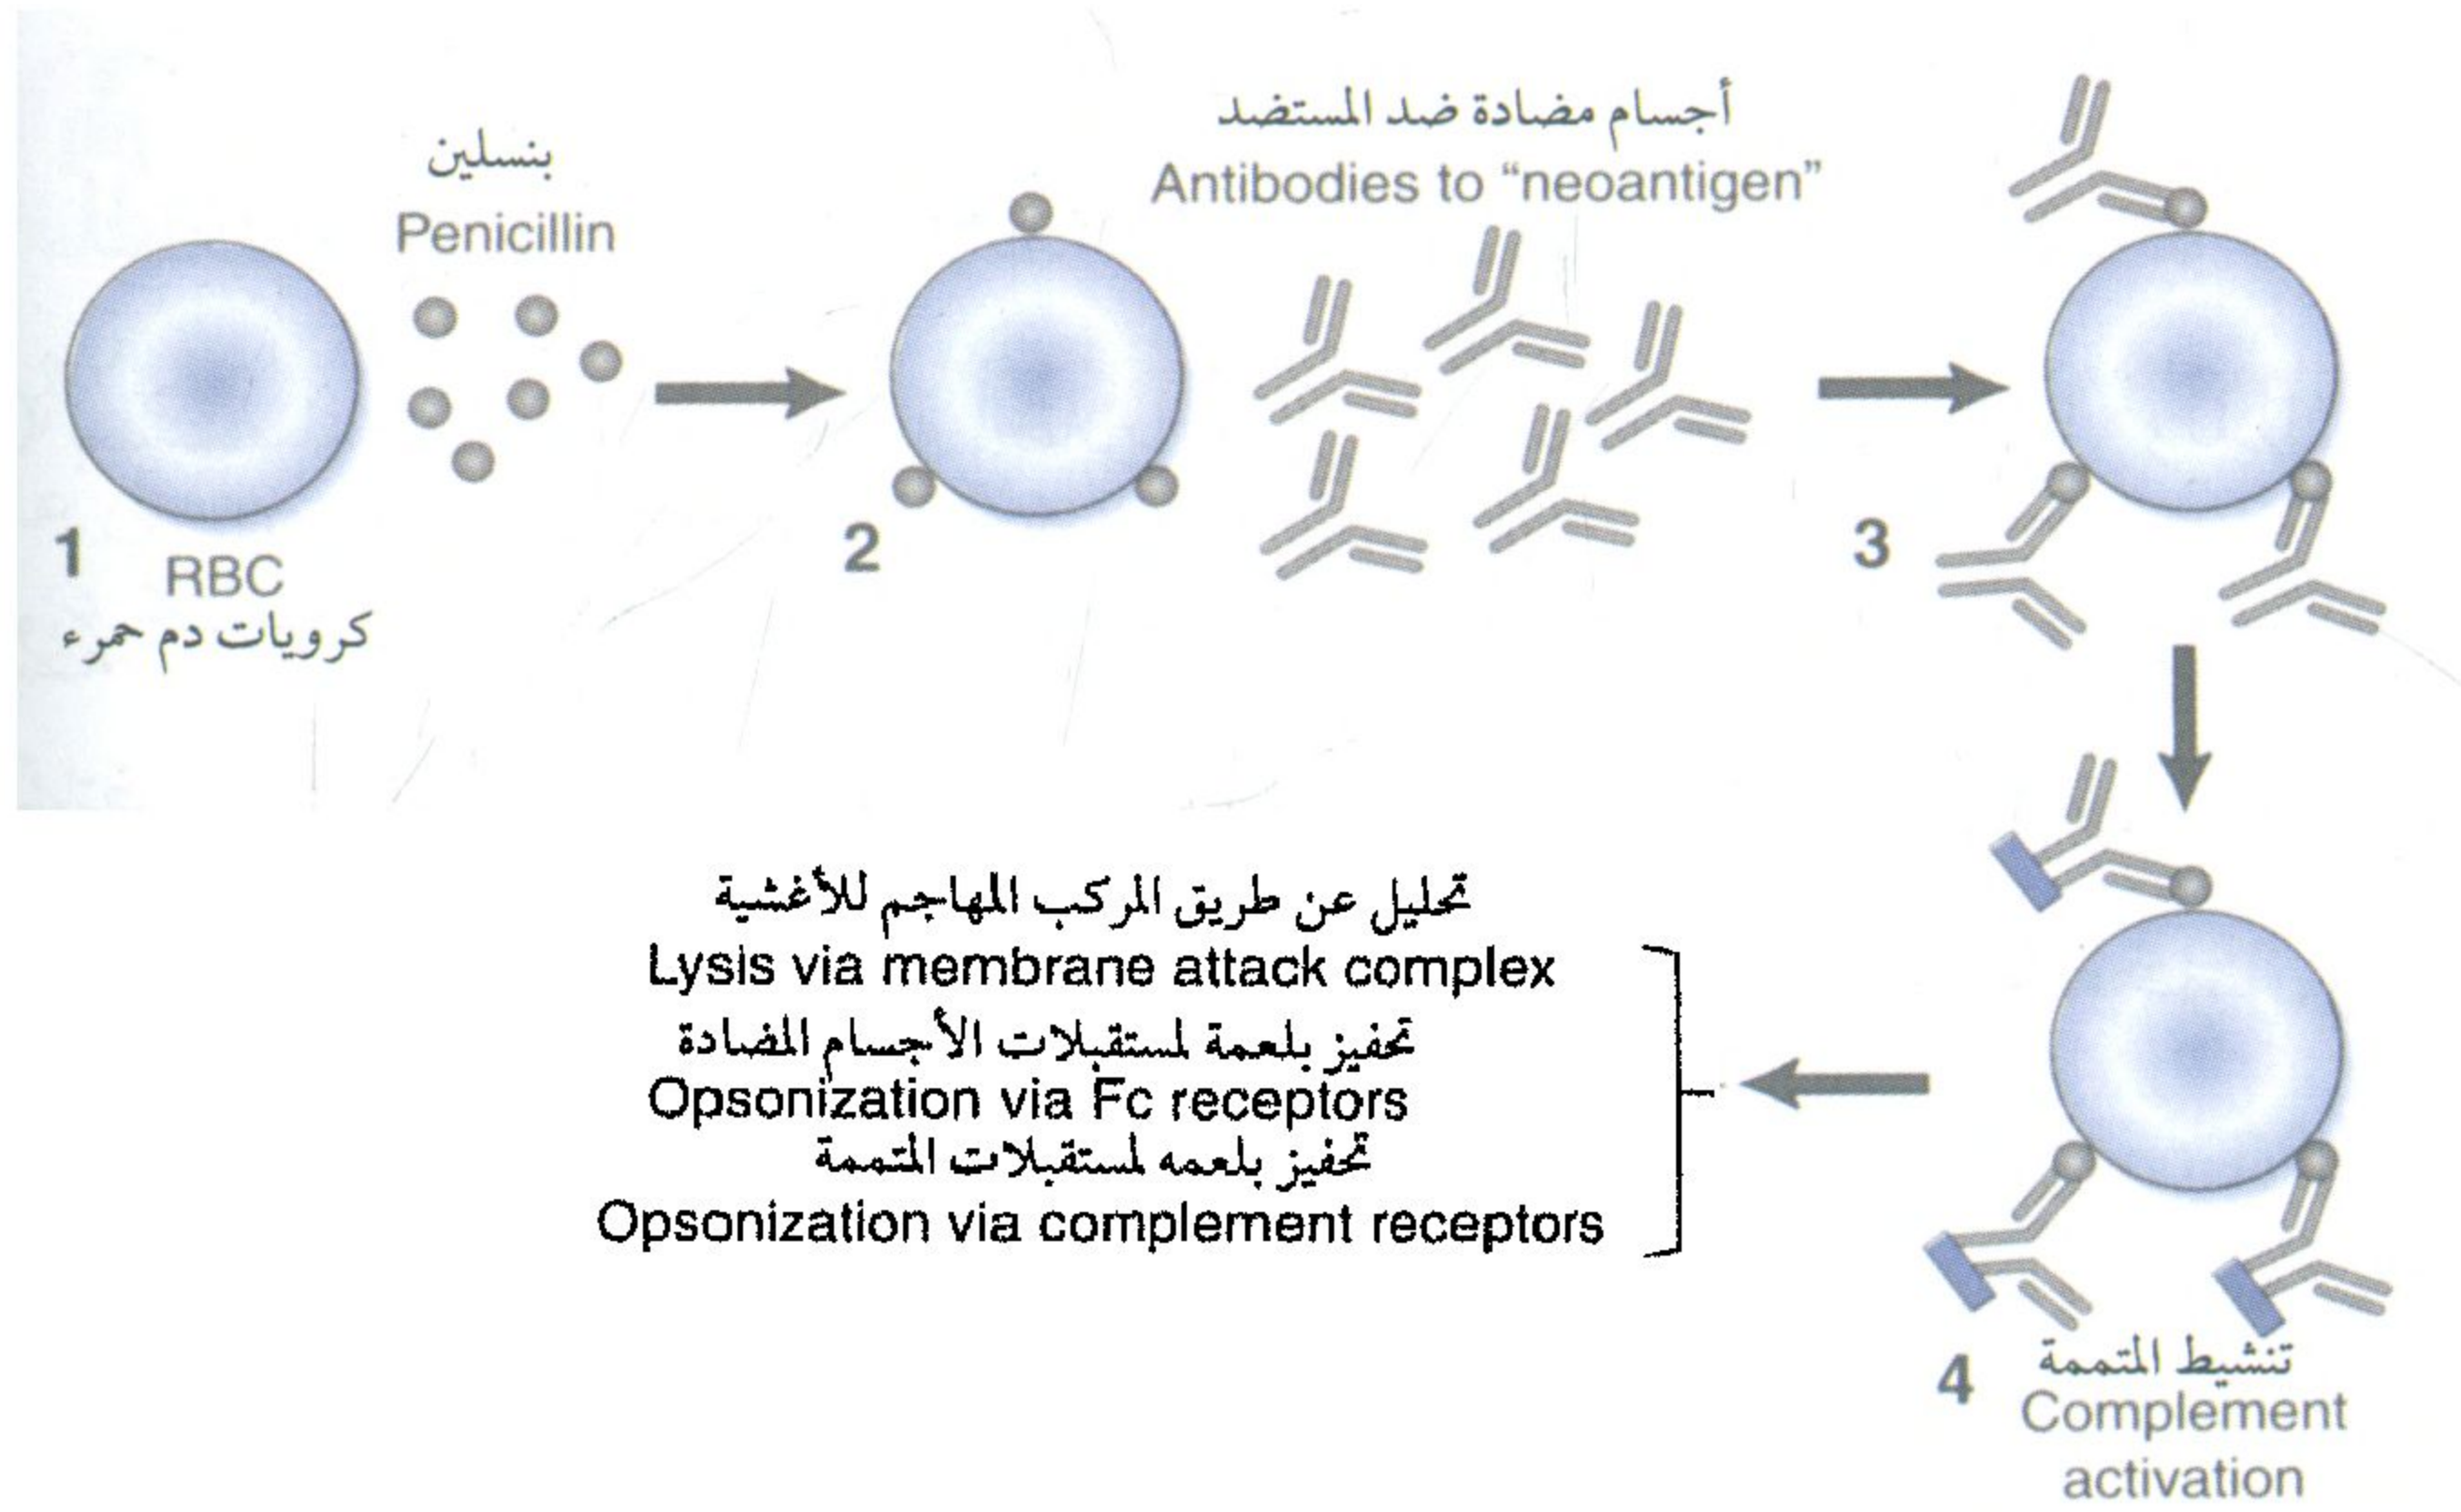 بنسلين
Penicillin
1
RBC
كرويات دم حمرء
2
أجسام مضادة ضد المستضد
Antibodies to “neoantigen”
3
4
تنشيط المتممة
Complement
activation
تحليل عن طريق المركب المهاجم للأغشية
Lysis via membrane attack complex
تحفيز بلعمة لمستقبلات الأجسام المضادة
Opsonization via Fc receptors
تحفيز بلعمه لمستقبلات المتممة
Opsonization via complement receptors